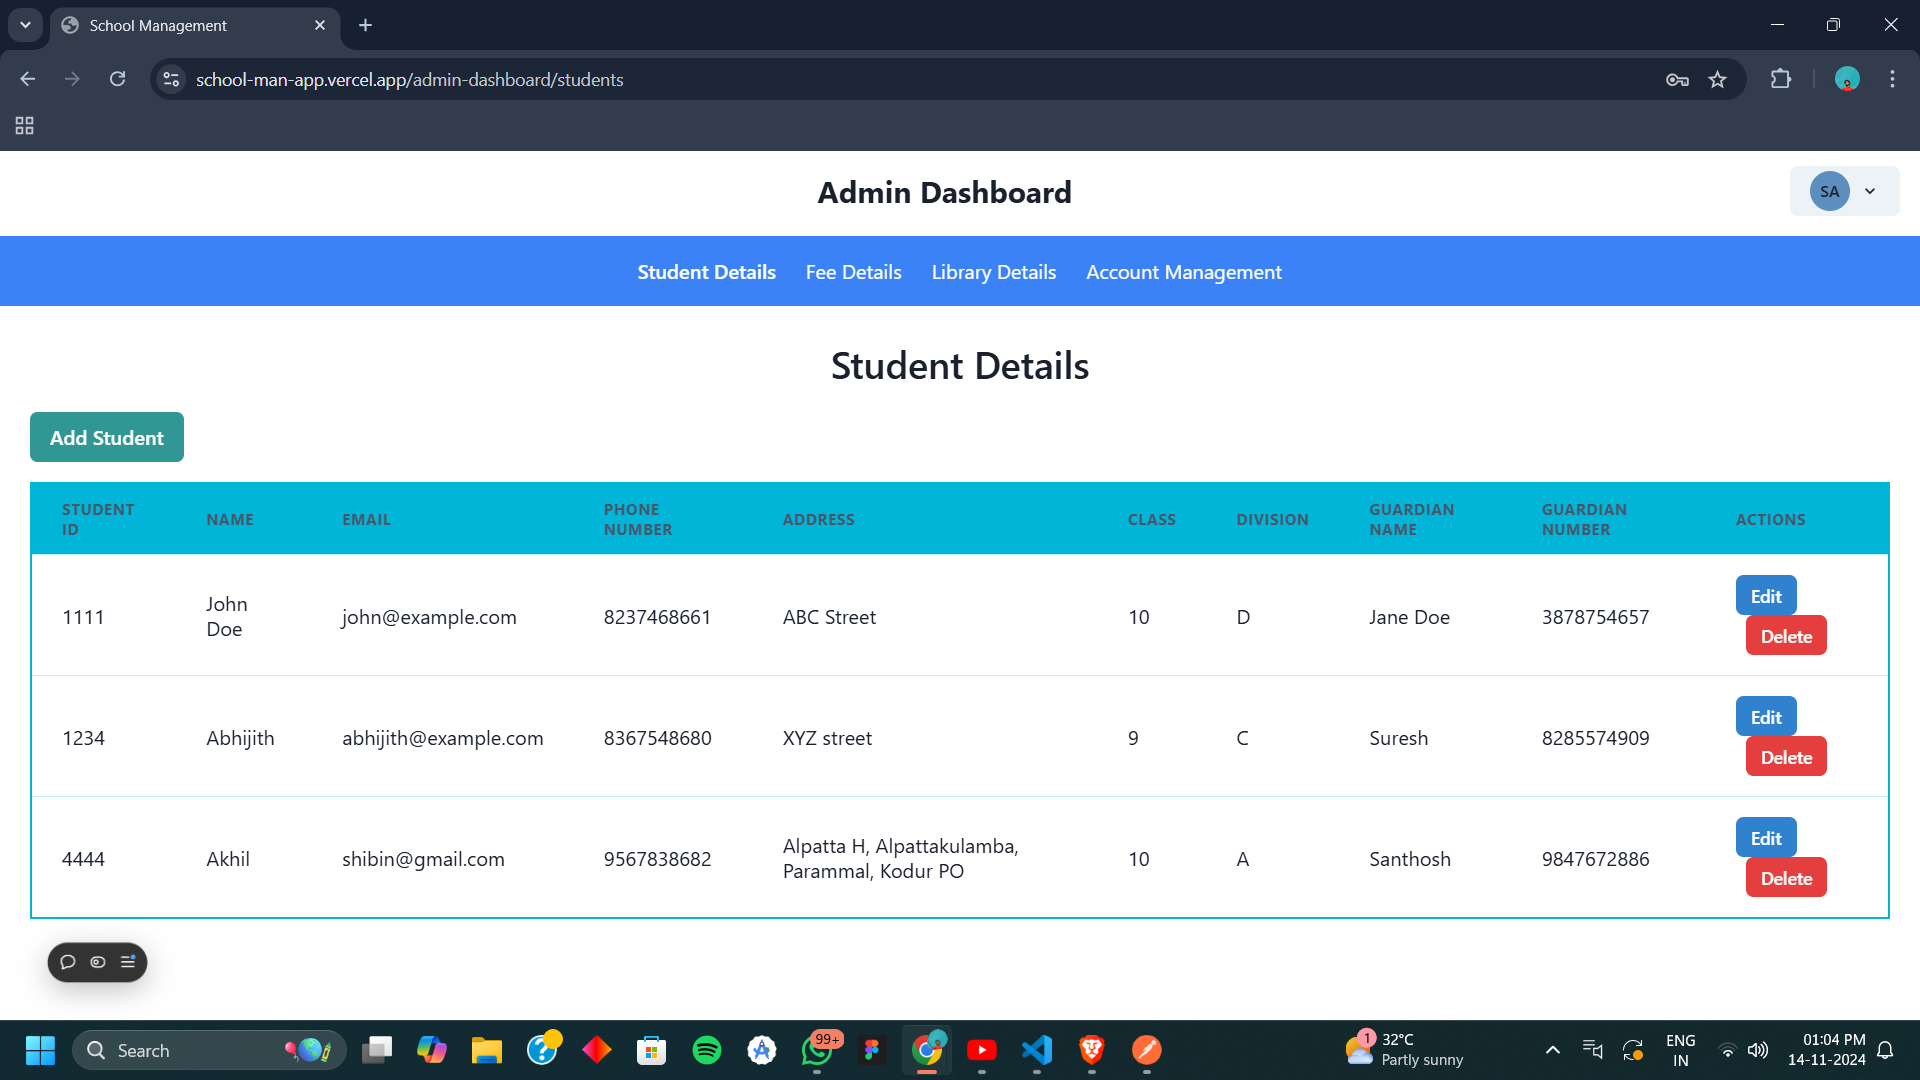 School Management
school-man-app.vercel.app/admin-dashboard/students
Admin Dashboard
SA
Student Details Fee Details Library Details Account Management
Student Details
Add Student
STUDENT ID NAME EMAIL PHONE NUMBER ADDRESS CLASS DIVISION GUARDIAN NAME GUARDIAN NUMBER ACTIONS
1111 John Doe john@example.com 8237468661 ABC Street 10 D Jane Doe 3878754657 Edit Delete
1234 Abhijith abhijith@example.com 8367548680 XYZ street 9 C Suresh 8285574909 Edit Delete
4444 Akhil shibin@gmail.com 9567838682 Alpatta H, Alpattakulamba, Parammal, Kodur PO 10 A Santhosh 9847672886 Edit Delete
Search
99+
1
32°C
Partly sunny
ENG
IN
01:04 PM
14-11-2024